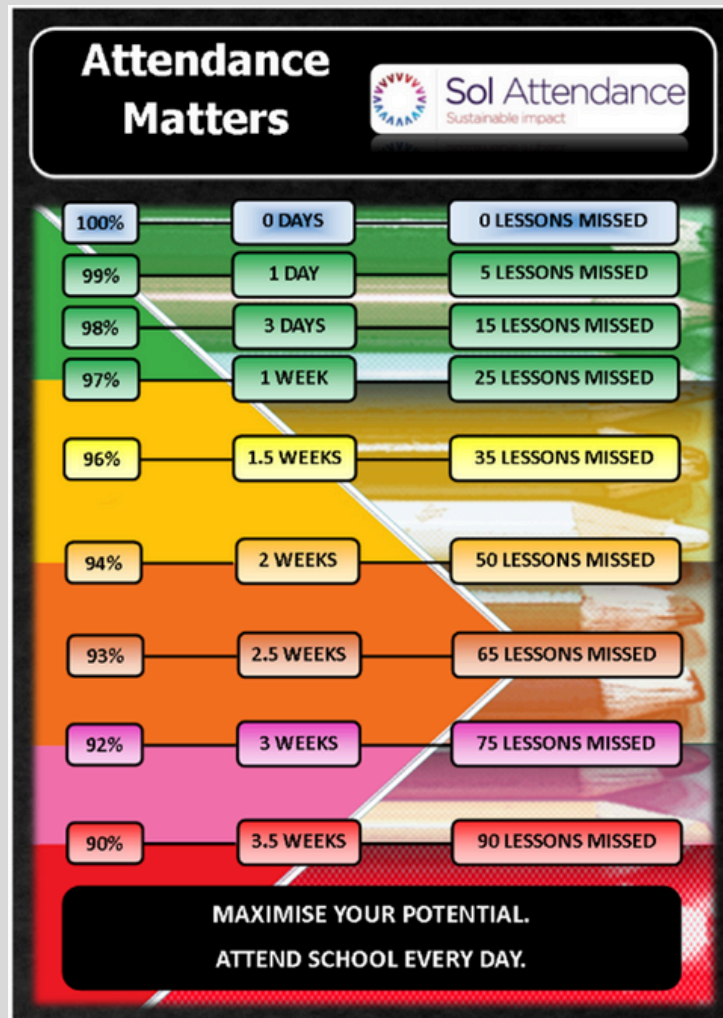 Attendance
Matters
Sol Attendance
Sustainable impact
100% 0 DAYS 0 LESSONS MISSED
99% 1 DAY 5 LESSONS MISSED
98% 3 DAYS 15 LESSONS MISSED
97% 1 WEEK 25 LESSONS MISSED
96% 1.5 WEEKS 35 LESSONS MISSED
94% 2 WEEKS 50 LESSONS MISSED
93% 2.5 WEEKS 65 LESSONS MISSED
92% 3 WEEKS 75 LESSONS MISSED
90% 3.5 WEEKS 90 LESSONS MISSED
MAXIMISE YOUR POTENTIAL.
ATTEND SCHOOL EVERY DAY.